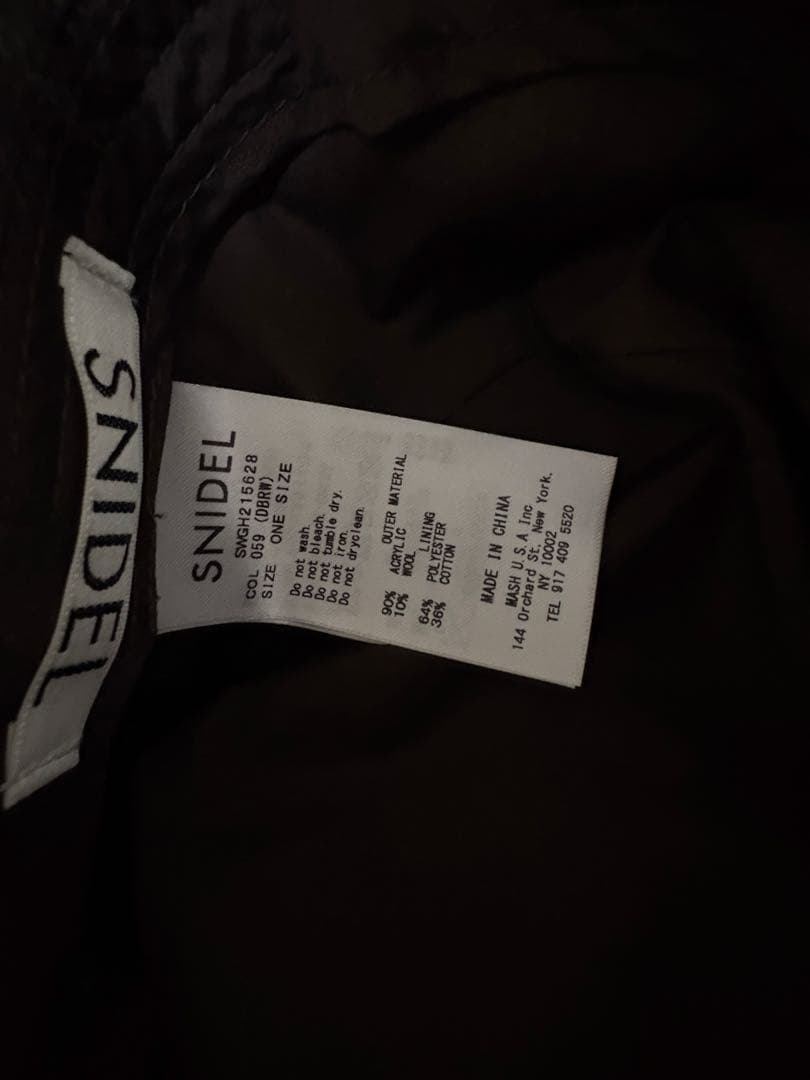 SNIDEL
SNIDEL
SWGH215628
COL 059 (DBRW)
SIZE ONE SIZE
Do not wash.
Do not bleach.
Do not tumble dry.
Do not iron.
Do not dryclean.
OUTER MATERIAL
90% ACRYLIC
10% WOOL
LINING
64% POLYESTER
36% COTTON
MADE IN CHINA
MASH U.S.A Inc
144 Orchard St. New York.
NY 10002
TEL 917 409 5520